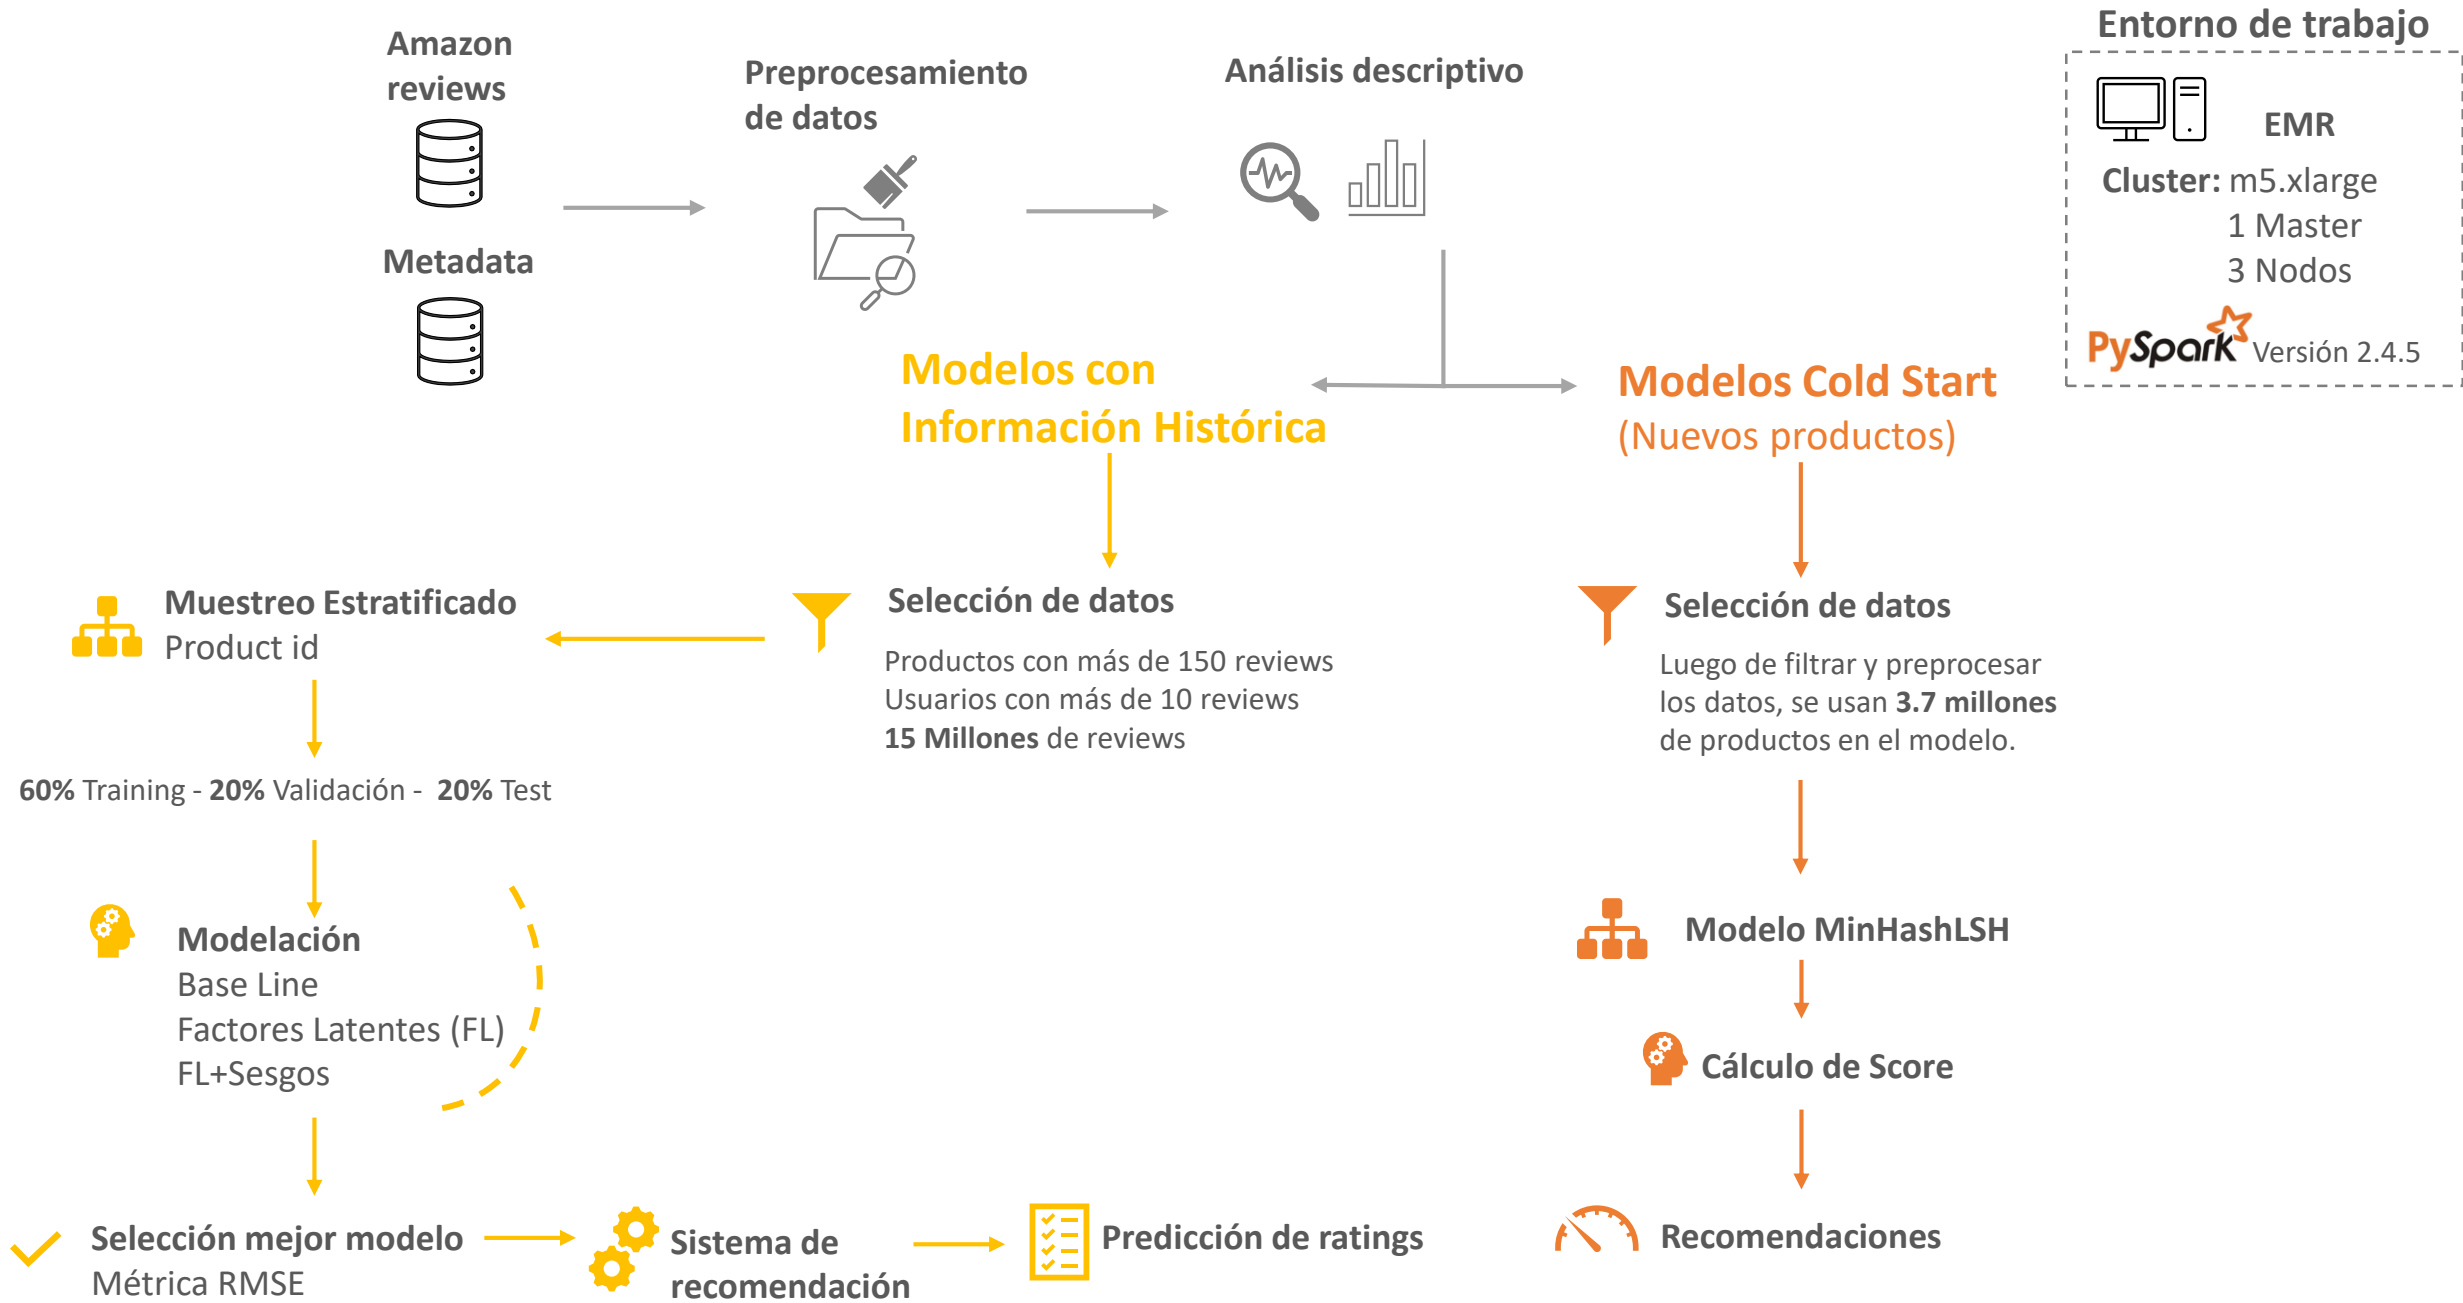 Amazon
reviews
Metadata
Preprocesamiento
de datos
Análisis descriptivo
Entorno de trabajo
EMR
Cluster: m5.xlarge
1 Master
3 Nodos
PySpark Versión 2.4.5
Modelos con
Información Histórica
Modelos Cold Start
(Nuevos productos)
Muestreo Estratificado
Product id
Selección de datos
Productos con más de 150 reviews
Usuarios con más de 10 reviews
15 Millones de reviews
Selección de datos
Luego de filtrar y preprocesar
los datos, se usan 3.7 millones
de productos en el modelo.
60% Training - 20% Validación - 20% Test
Modelación
Base Line
Factores Latentes (FL)
FL+Sesgos
Modelo MinHashLSH
Cálculo de Score
Selección mejor modelo
Métrica RMSE
Sistema de
recomendación
Predicción de ratings
Recomendaciones